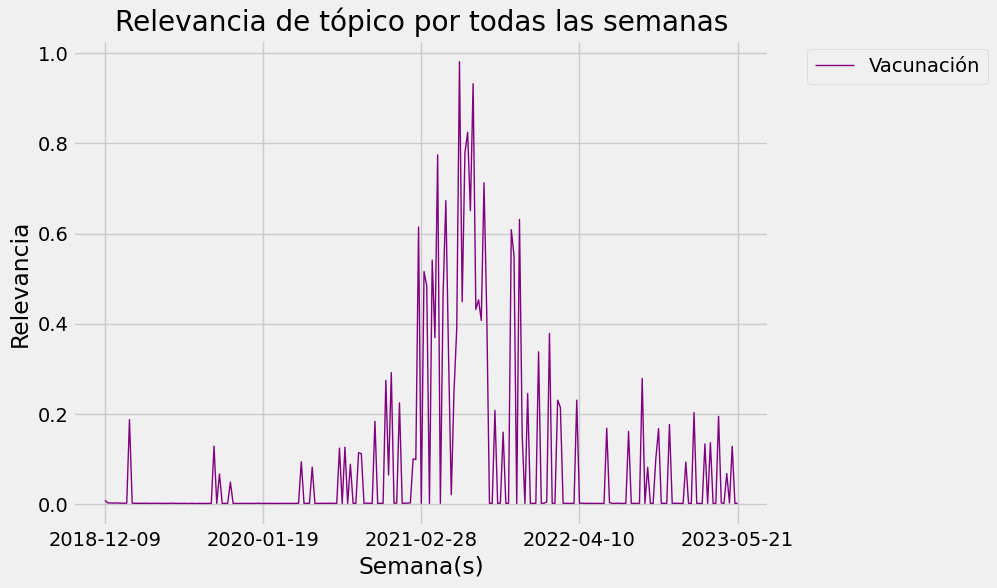 Relevancia de tópico por todas las semanas
Vacunación
Relevancia
1.0
0.8
0.6
0.4
0.2
0.0
2018-12-09 2020-01-19 2021-02-28 2022-04-10 2023-05-21
Semana(s)